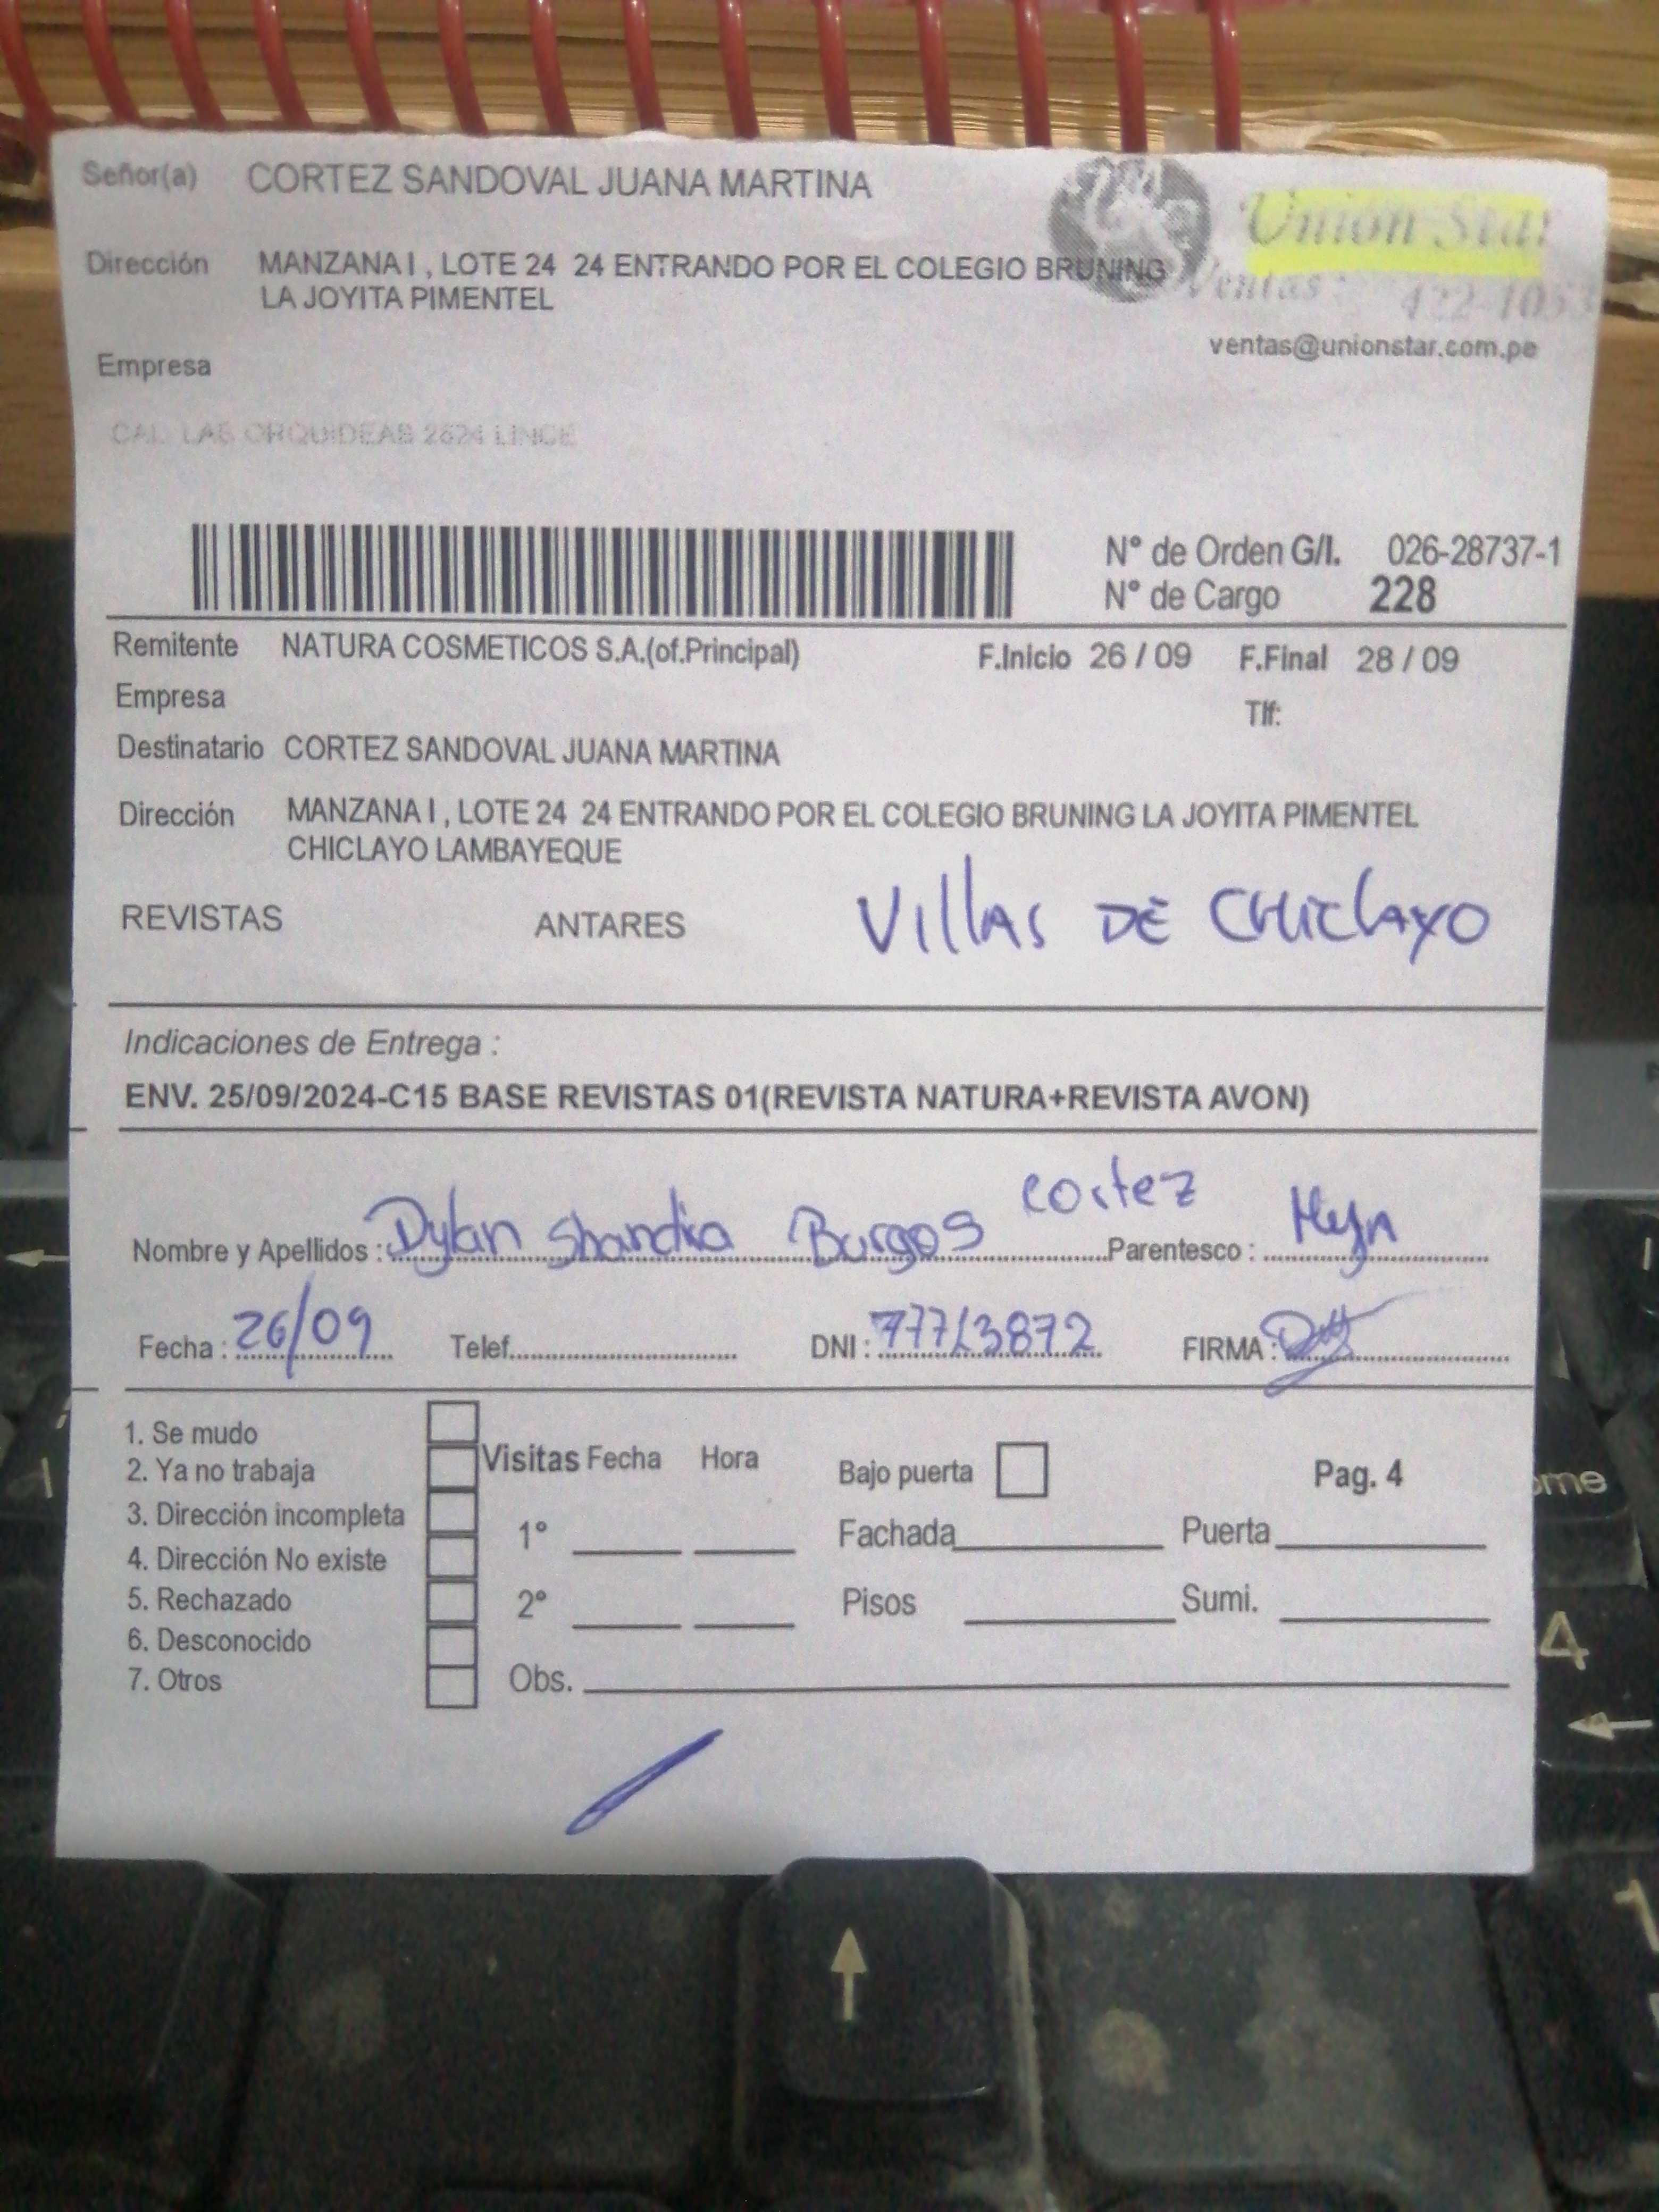 Señor(a) CORTEZ SANDOVAL JUANA MARTINA
Unión Star
Dirección MANZANA I , LOTE 24 24 ENTRANDO POR EL COLEGIO BRUNING
Ventas : 422-1053
LA JOYITA PIMENTEL
ventas@unionstar.com.pe
Empresa
CAL. LAS ORQUIDEAS 2624 LINCE
N° de Orden G/I. 026-28737-1
N° de Cargo 228
Remitente NATURA COSMETICOS S.A.(of.Principal) F.Inicio 26 / 09 F.Final 28 / 09
Empresa
Tlf:
Destinatario CORTEZ SANDOVAL JUANA MARTINA
Dirección MANZANA I , LOTE 24 24 ENTRANDO POR EL COLEGIO BRUNING LA JOYITA PIMENTEL
CHICLAYO LAMBAYEQUE
REVISTAS ANTARES Villas DE CHiclayo
Indicaciones de Entrega :
ENV. 25/09/2024-C15 BASE REVISTAS 01(REVISTA NATURA+REVISTA AVON)
Nombre y Apellidos : Dylan Burgos Cortez Parentesco :
Fecha : 26/09 Telef. DNI : FIRMA :
1. Se mudo
2. Ya no trabaja
3. Dirección incompleta
4. Dirección No existe
5. Rechazado
6. Desconocido
7. Otros
Visitas Fecha Hora Bajo puerta Pag. 4
1° Fachada Puerta
2° Pisos Sumi.
Obs.
4